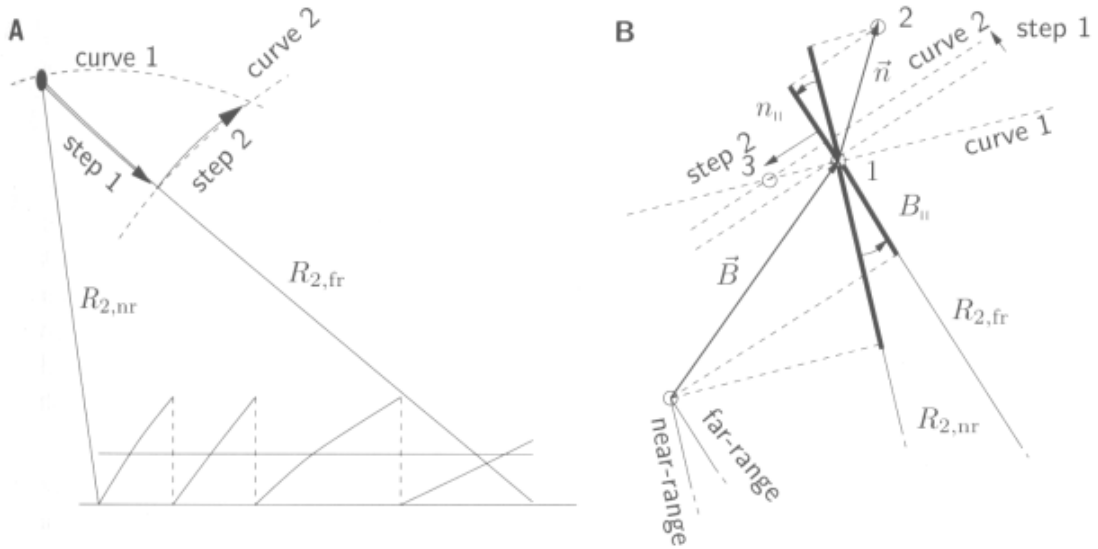 A
curve 1
curve 2
step 1
step 2
R2,nr
R2,fr
B
2
curve 2
step 1
n⃗
n॥
curve 1
step 2
3
1
B॥
B⃗
R2,fr
R2,nr
near-range
far-range